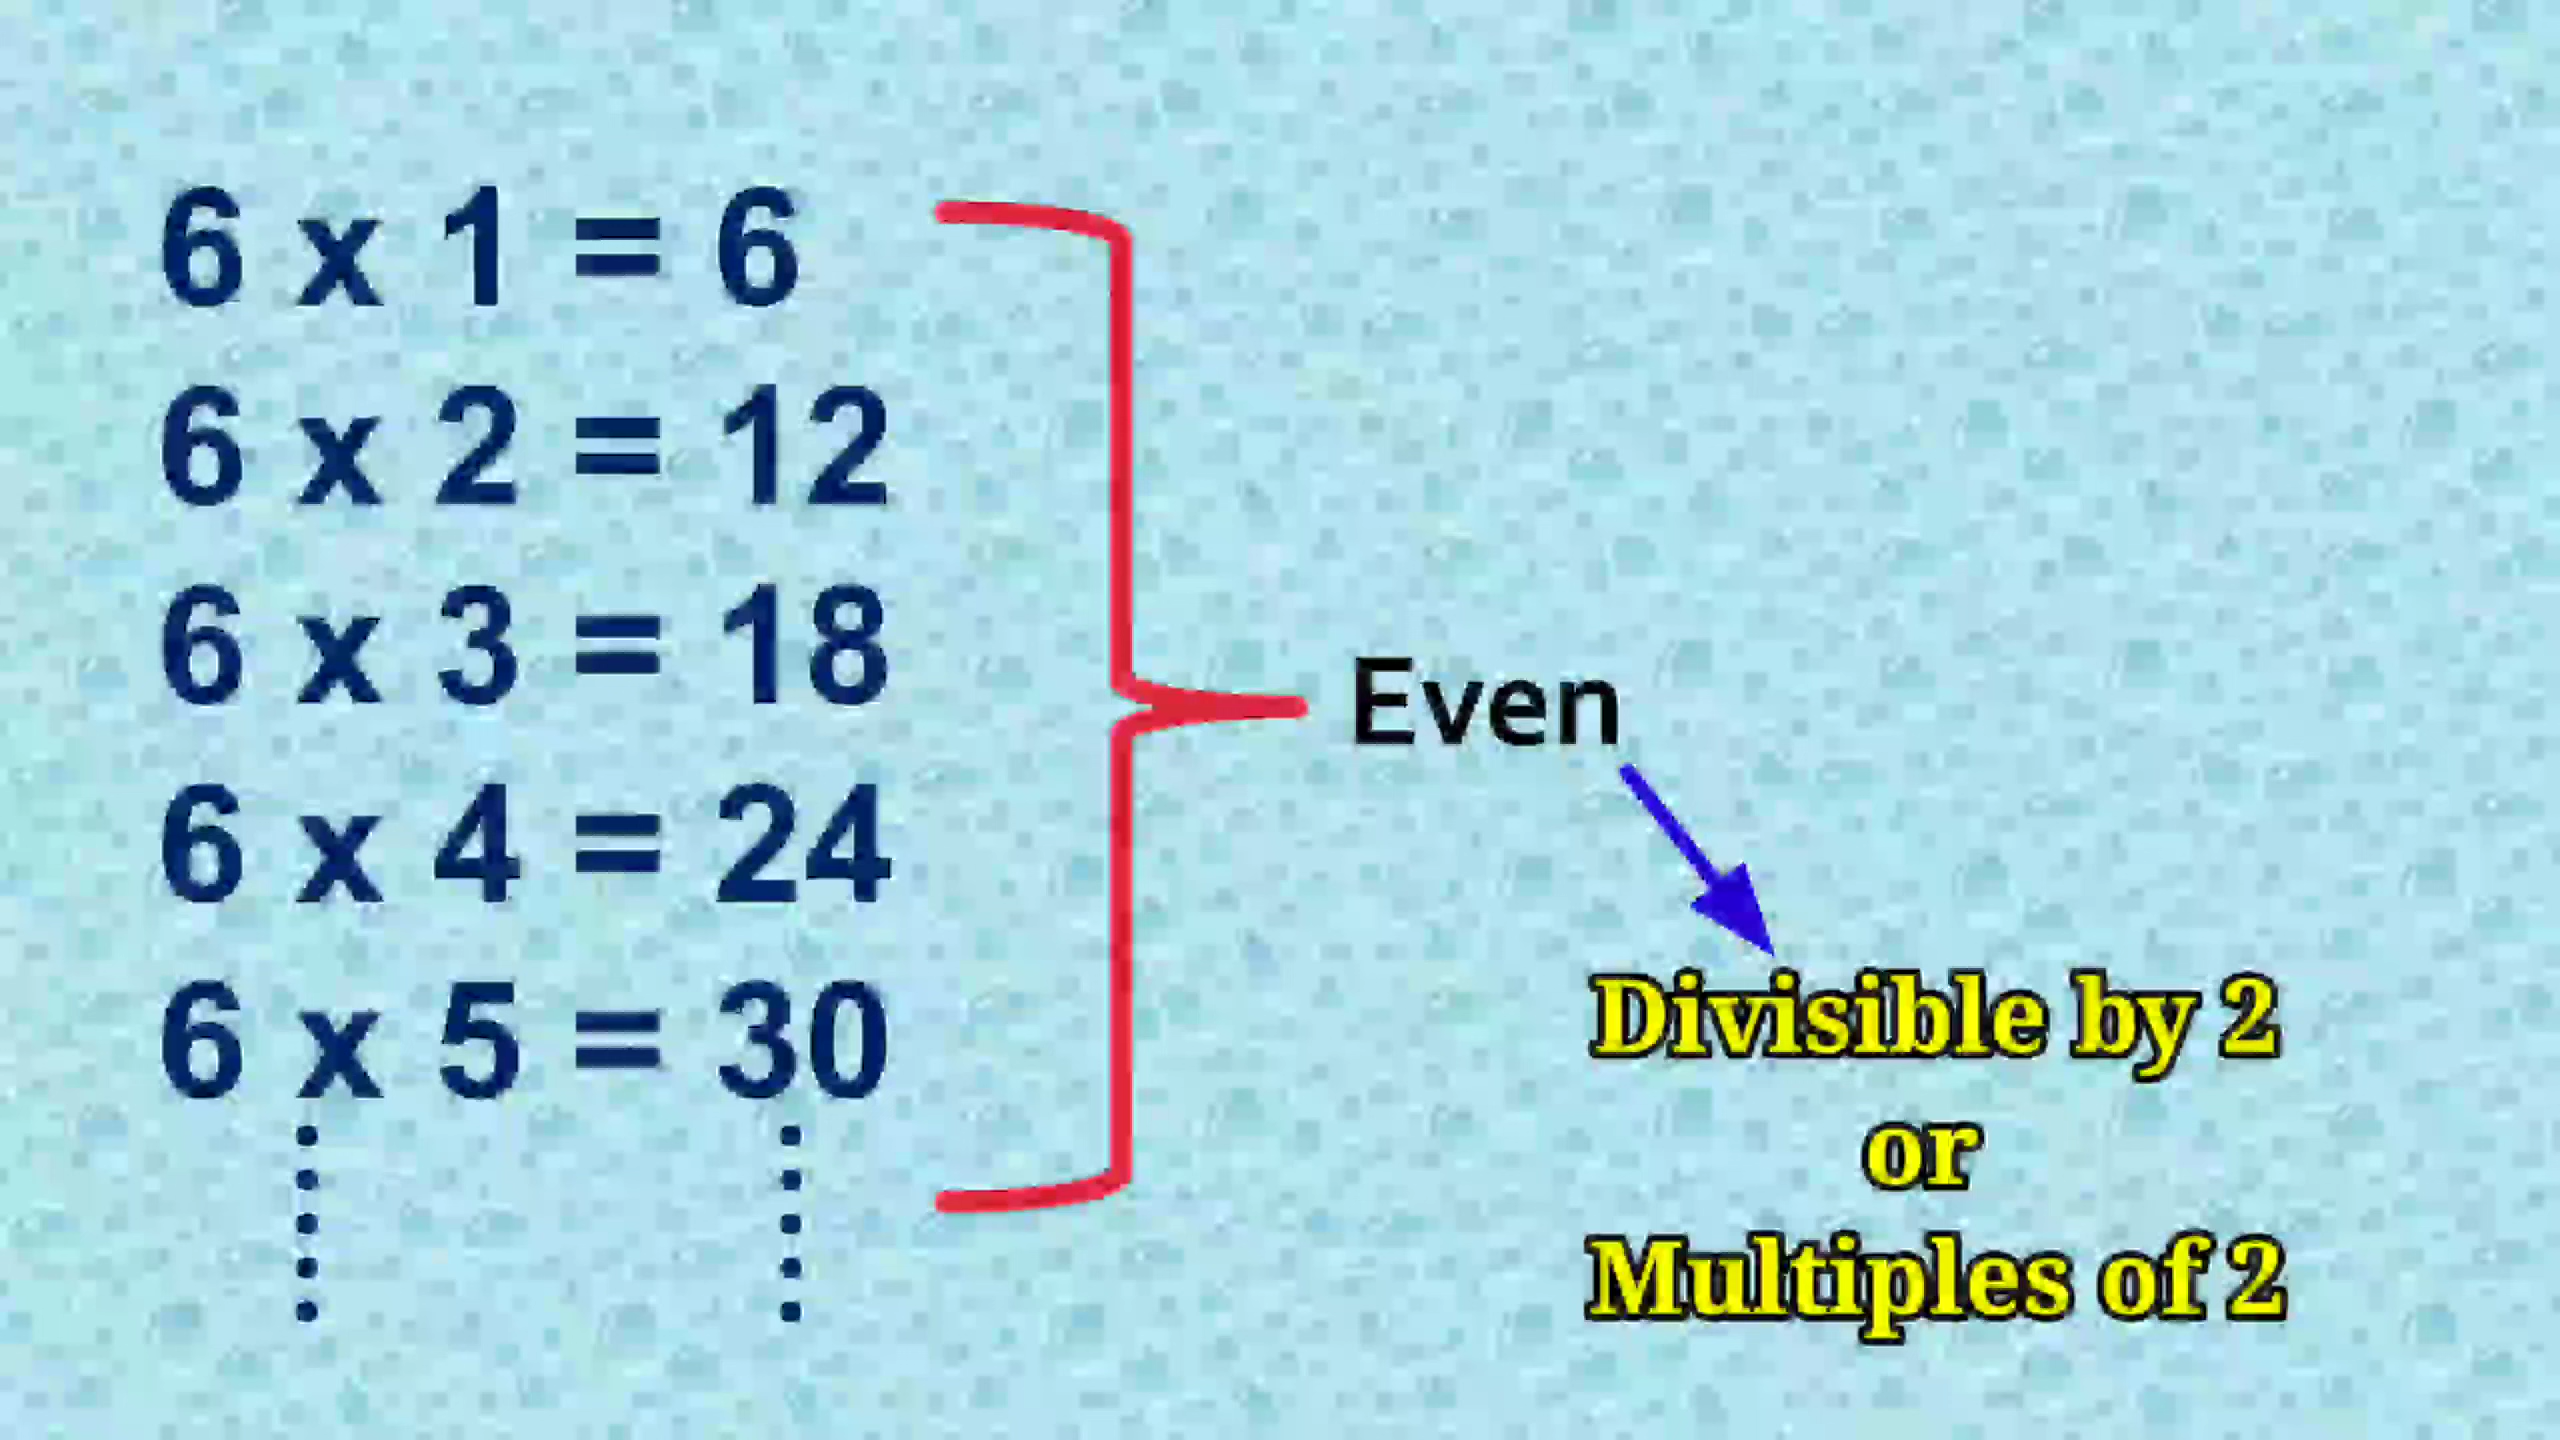 6 x 1 = 6
6 x 2 = 12
6 x 3 = 18
6 x 4 = 24
6 x 5 = 30
Even
Divisible by 2
or
Multiples of 2